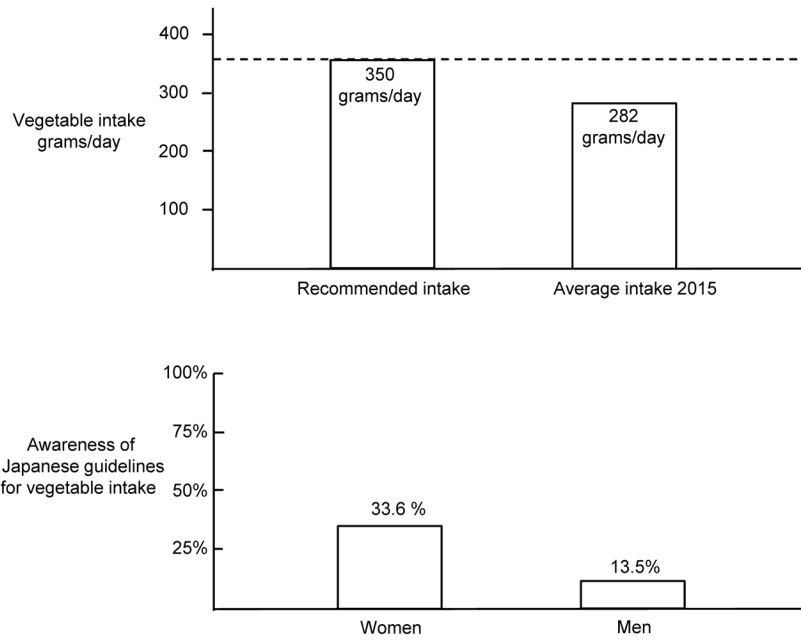 400
300
200
100
Vegetable intake
grams/day
350
grams/day
282
grams/day
Recommended intake
Average intake 2015
100%
75%
50%
25%
Awareness of
Japanese guidelines
for vegetable intake
33.6 %
13.5%
Women
Men